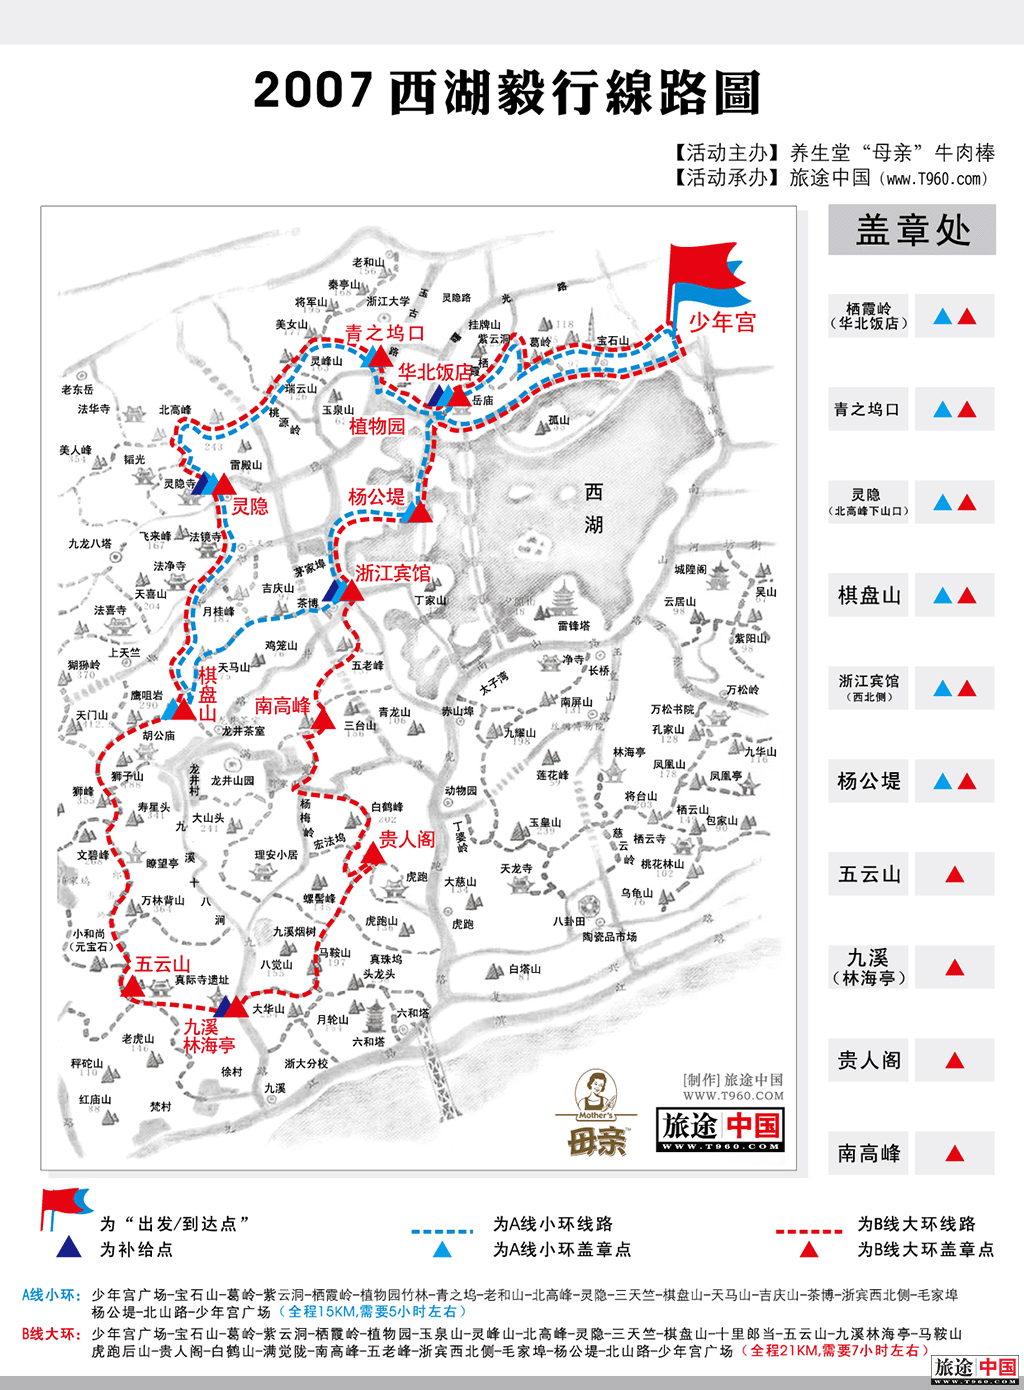 2007西湖毅行線路圖
【活动主办】养生堂“母亲”牛肉棒
【活动承办】旅途中国(www.T960.com)
盖章处
栖霞岭
(华北饭店)
青之坞口
灵隐
(北高峰下山口)
棋盘山
浙江宾馆
(西北侧)
杨公堤
五云山
九溪
(林海亭)
贵人阁
南高峰
少年宫
老和山
秦亭山
将军山
浙江大学
玉古路
灵隐路
曙光路
美女山
青之坞口
挂牌山
紫云洞
葛岭
宝石山
栖霞岭
灵峰山
华北饭店
老东岳
瑞云山
岳庙
法华寺
北高峰
桃源岭
玉泉山
植物园
孤山
美人峰
韬光
雷殿山
灵隐寺
灵隐
杨公堤
西湖
九龙八塔
飞来峰
法镜寺
法净寺
茅家埠
浙江宾馆
城隍阁
天喜山
吉庆山
茶博
丁家山
吴山
云居山
法喜寺
月桂峰
雷锋塔
紫阳山
上天竺
鸡笼山
猢狲岭
天马山
五老峰
净寺
长桥
太子湾
棋盘山
鹰咀岩
南高峰
万松岭
天门山
胡公庙
龙井茶室
三台山
青龙山
赤山埠
南屏山
万松书院
九耀山
孔家山
林海亭
九华山
狮子山
龙井村
龙井山园
莲花峰
凤凰山
凤凰亭
狮峰
寿星头
大山头
杨梅岭
白鹤峰
动物园
将台山
栖云山
包家山
宏法坞
贵人阁
丁婆岭
玉皇山
慈云岭
栖云寺
文碧峰
瞭望亭
九溪十八涧
理安小居
天龙寺
桃花林山
虎跑
大慈山
乌龟山
万林背山
螺髻峰
虎跑山
虎跑
八卦田
小和尚
(元宝石)
九溪烟树
陶瓷品市场
五云山
八觉山
马鞍山
真珠坞
头龙头
白塔山
真际寺遗址
九溪
林海亭
大华山
月轮山
六和塔
老虎山
六和塔
秤砣山
徐村
浙大分校
九溪
红庙山
梵村
[制作]旅途中国
WWW.T960.COM
Mother's
母亲
旅途中国
WWW.T960.COM
为“出发/到达点”
为A线小环线路
为B线大环线路
为补给点
为A线小环盖章点
为B线大环盖章点
A线小环：少年宫广场–宝石山–葛岭–紫云洞–栖霞岭–植物园竹林–青之坞–老和山–北高峰–灵隐–三天竺–棋盘山–天马山–吉庆山–茶博–浙宾西北侧–毛家埠
杨公堤–北山路–少年宫广场（全程15KM,需要5小时左右）
B线大环：少年宫广场–宝石山–葛岭–紫云洞–栖霞岭–植物园–玉泉山–灵峰山–北高峰–灵隐–三天竺–棋盘山–十里郎当–五云山–九溪林海亭–马鞍山
虎跑后山–贵人阁–白鹤山–满觉陇–南高峰–五老峰–浙宾西北侧–毛家埠–杨公堤–北山路–少年宫广场（全程21KM,需要7小时左右）
旅途中国
WWW.T960.COM